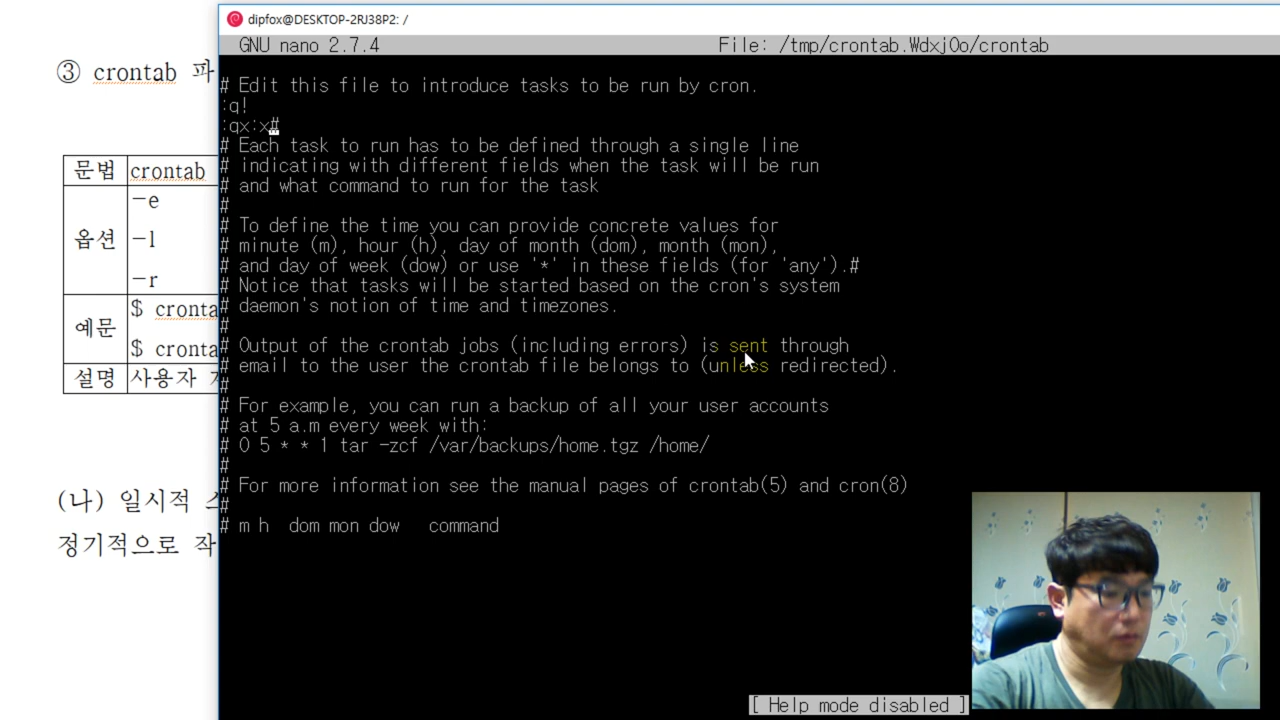 dipfox@DESKTOP-2RJ38P2: /
GNU nano 2.7.4 File: /tmp/crontab.WdxjOo/crontab
③ crontab 파
# Edit this file to introduce tasks to be run by cron.
:q!
:qx:x#
# Each task to run has to be defined through a single line
# indicating with different fields when the task will be run
# and what command to run for the task
#
# To define the time you can provide concrete values for
# minute (m), hour (h), day of month (dom), month (mon),
# and day of week (dow) or use '*' in these fields (for 'any').#
# Notice that tasks will be started based on the cron's system
# daemon's notion of time and timezones.
#
# Output of the crontab jobs (including errors) is sent through
# email to the user the crontab file belongs to (unless redirected).
#
# For example, you can run a backup of all your user accounts
# at 5 a.m every week with:
# 0 5 * * 1 tar -zcf /var/backups/home.tgz /home/
#
# For more information see the manual pages of crontab(5) and cron(8)
#
# m h  dom mon dow   command
[ Help mode disabled ]
문법 crontab
옵션
-e
-l
-r
예문
$ cronta
$ cronta
설명 사용자
(나) 일시적
정기적으로 작